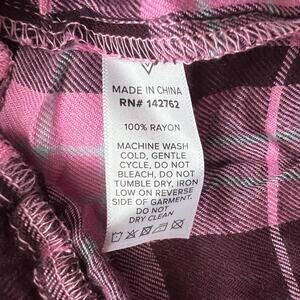 MADE IN CHINA
RN# 142762
100% RAYON
MACHINE WASH
COLD, GENTLE
CYCLE, DO NOT
BLEACH, DO NOT
TUMBLE DRY, IRON
LOW ON REVERSE
SIDE OF GARMENT.
DO NOT
DRY CLEAN